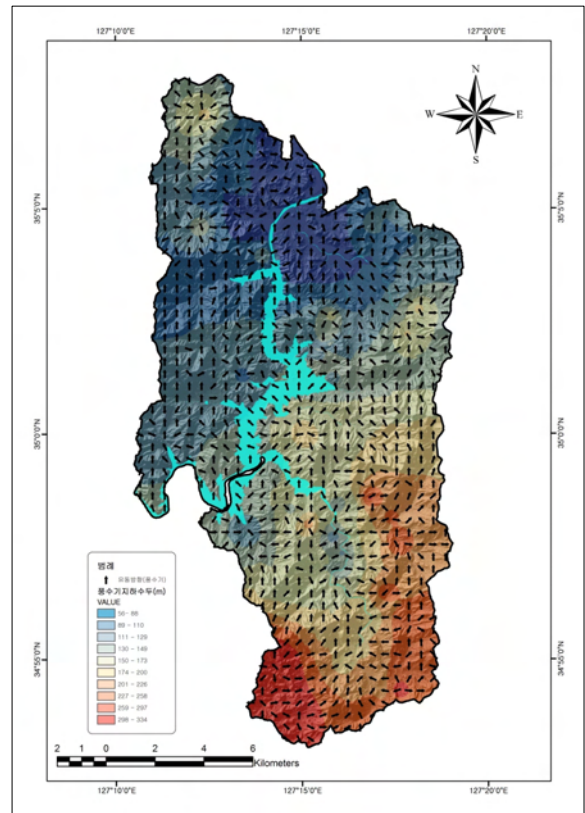 127°10'0"E 127°15'0"E 127°20'0"E
N
W E
S
35°5'0"N 35°5'0"N
35°0'0"N 35°0'0"N
34°55'0"N 34°55'0"N
범례
유동방향(풍수기)
풍수기지하수두(m)
VALUE
56 - 88
89 - 110
111 - 129
130 - 149
150 - 173
174 - 200
201 - 226
227 - 258
259 - 297
298 - 334
2 1 0 2 4 6
Kilometers
127°10'0"E 127°15'0"E 127°20'0"E